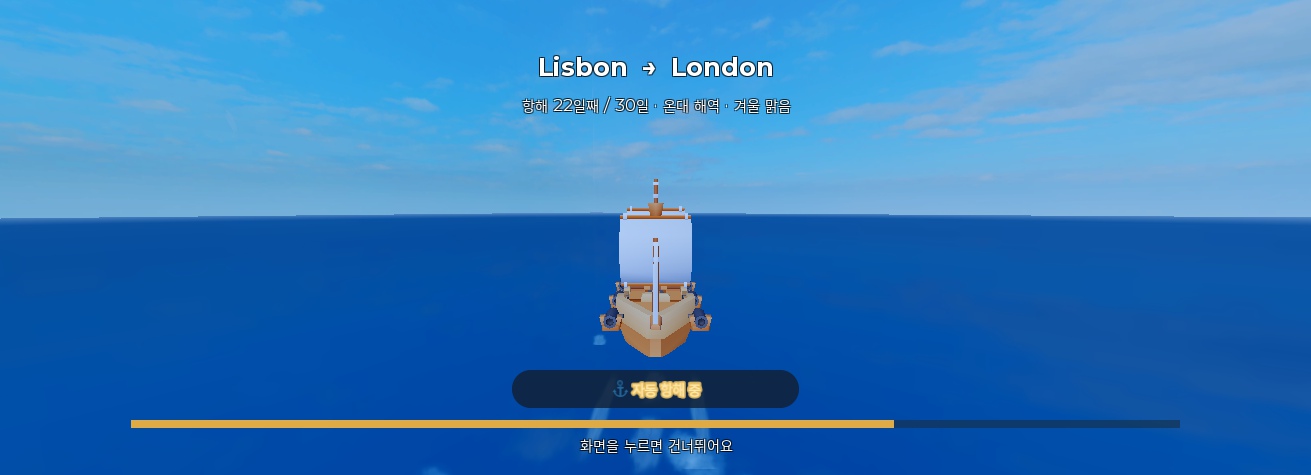 Lisbon → London
항해 22일째 / 30일 · 온대 해역 · 겨울 맑음
⚓ 자동 항해 중
화면을 누르면 건너뛰어요